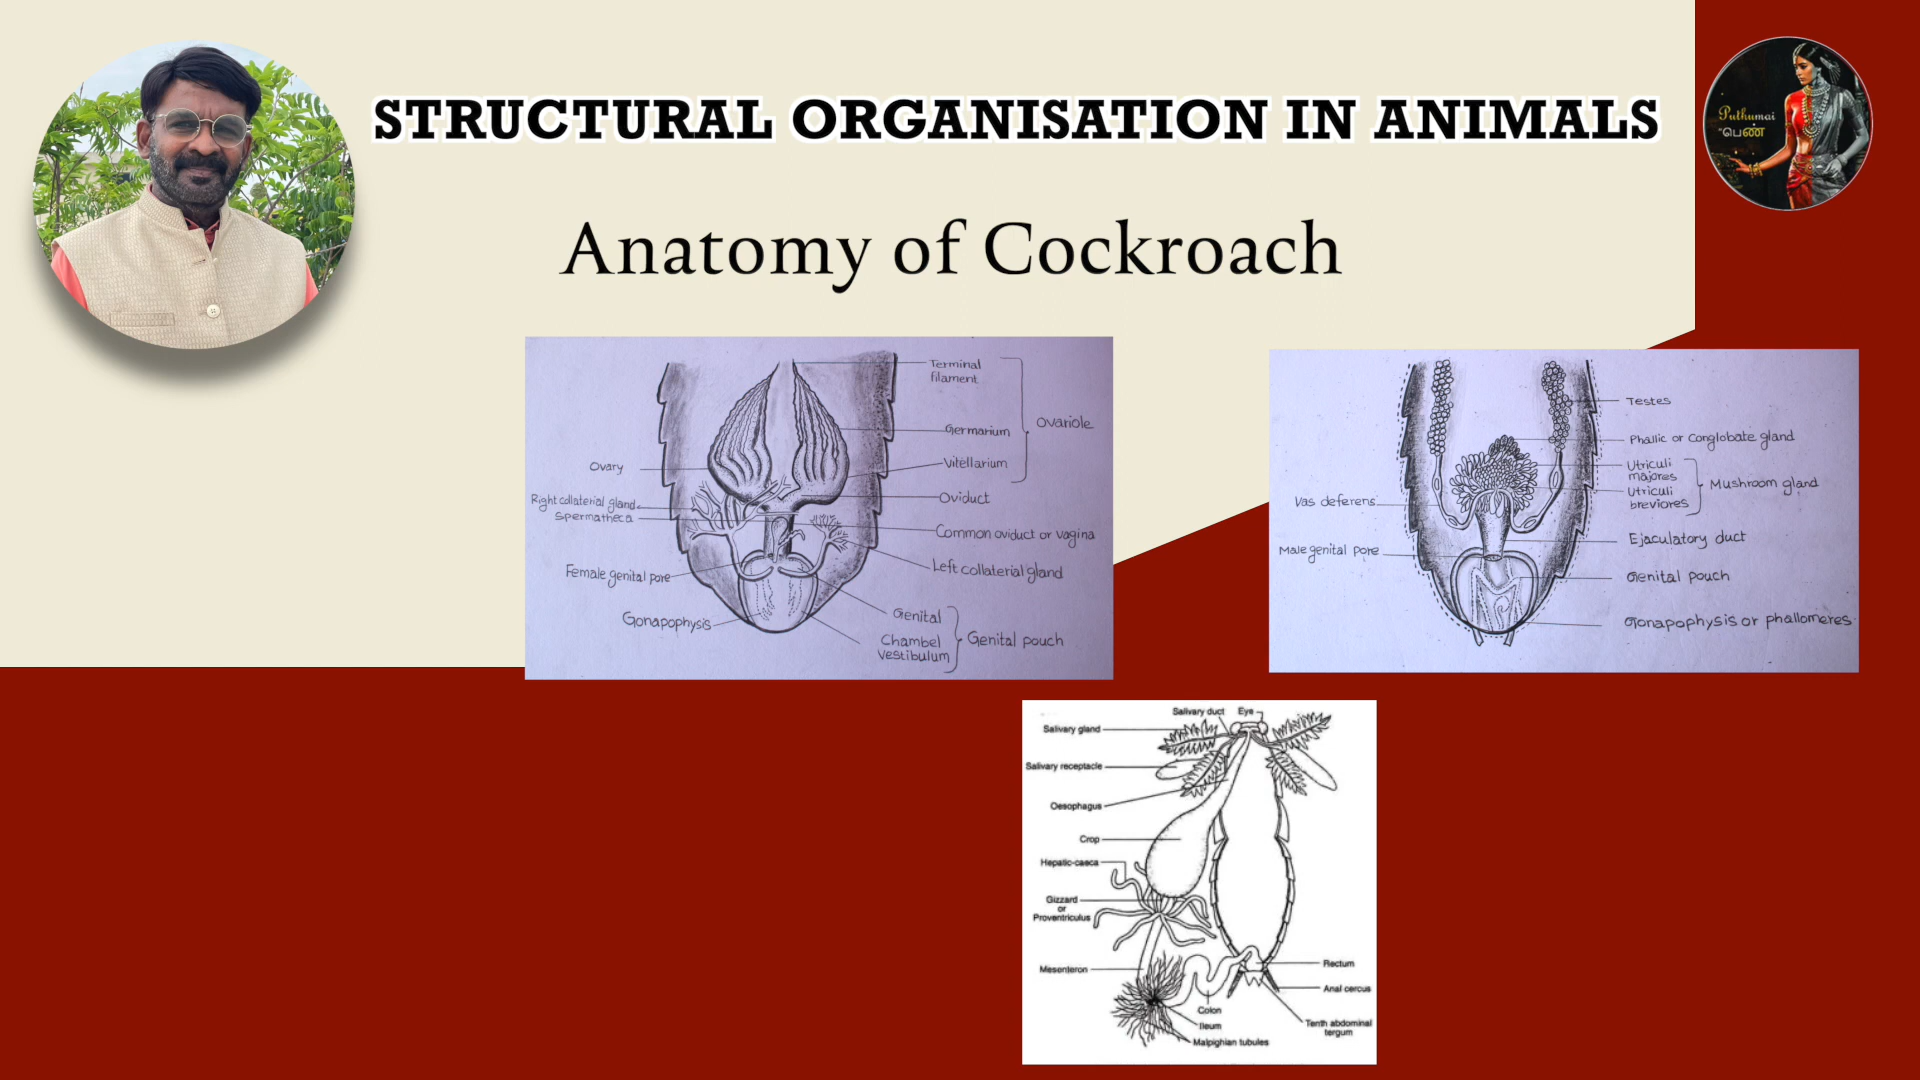 STRUCTURAL ORGANISATION IN ANIMALS
Puthumai
"பெண்
Anatomy of Cockroach
Terminal
filament
Germarium
Ovariole
Vitellarium
Ovary
Oviduct
Right collaterial gland
Spermatheca
Common oviduct or vagina
Left collaterial gland
Female genital pore
Gonapophysis
Genital
Chambel
vestibulum
Genital pouch
Testes
Phallic or Conglobate gland
Utriculi
majores
Utriculi
breviores
Mushroom gland
Vas deferens
Ejaculatory duct
Male genital pore
Genital pouch
Gonapophysis or phallomeres
Salivary duct
Eye
Salivary gland
Salivary receptacle
Oesophagus
Crop
Hepatic-caeca
Gizzard
or
Proventriculus
Mesenteron
Rectum
Anal cercus
Colon
Ileum
Tenth abdominal
tergum
Malpighian tubules